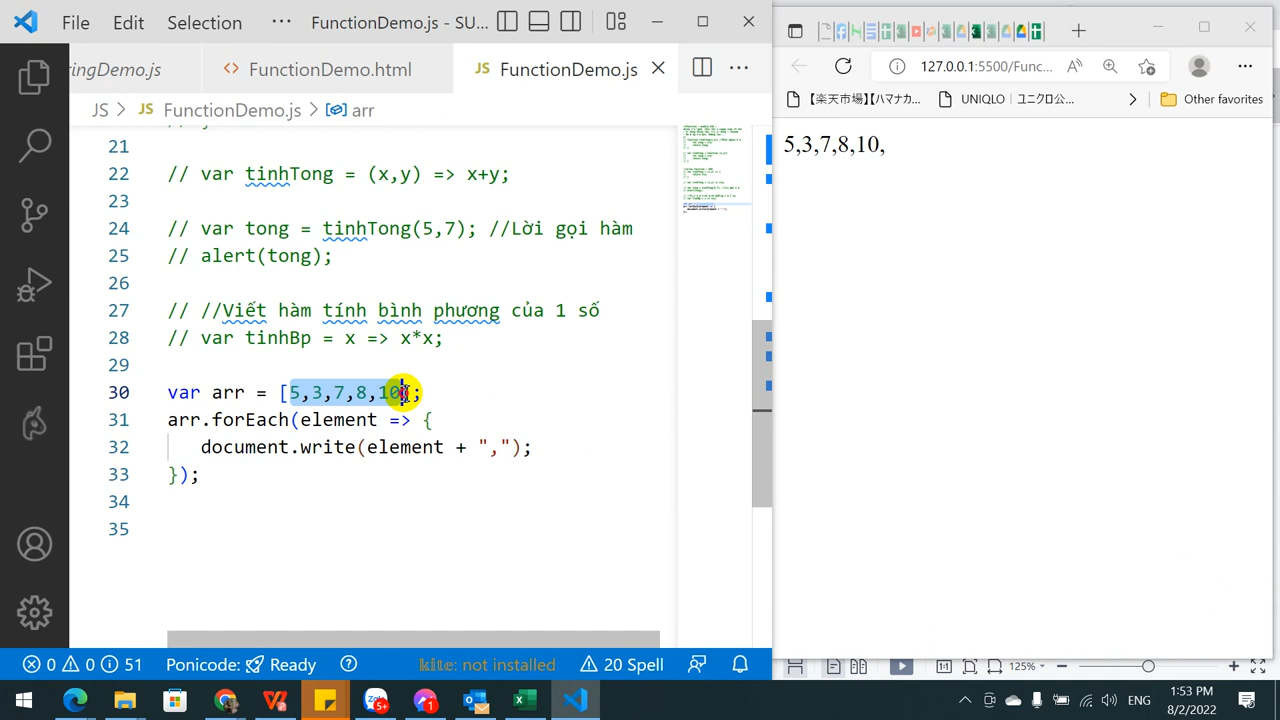 File Edit Selection ··· FunctionDemo.js - SU...
ringDemo.js FunctionDemo.html JS FunctionDemo.js
JS > JS FunctionDemo.js > arr
21
22 // var tinhTong = (x,y) => x+y;
23
24 // var tong = tinhTong(5,7); //Lời gọi hàm
25 // alert(tong);
26
27 // //Viết hàm tính bình phương của 1 số
28 // var tinhBp = x => x*x;
29
30 var arr = [5,3,7,8,10];
31 arr.forEach(element => {
32 document.write(element + ",");
33 });
34
35
0 0 51 Ponicode: Ready kite: not installed 20 Spell
127.0.0.1:5500/Func...
【楽天市場】【ハマナカ... UNIQLO | ユニクロ公... Other favorites
5,3,7,8,10,
125%
5+ 1 ENG 1:53 PM
8/2/2022